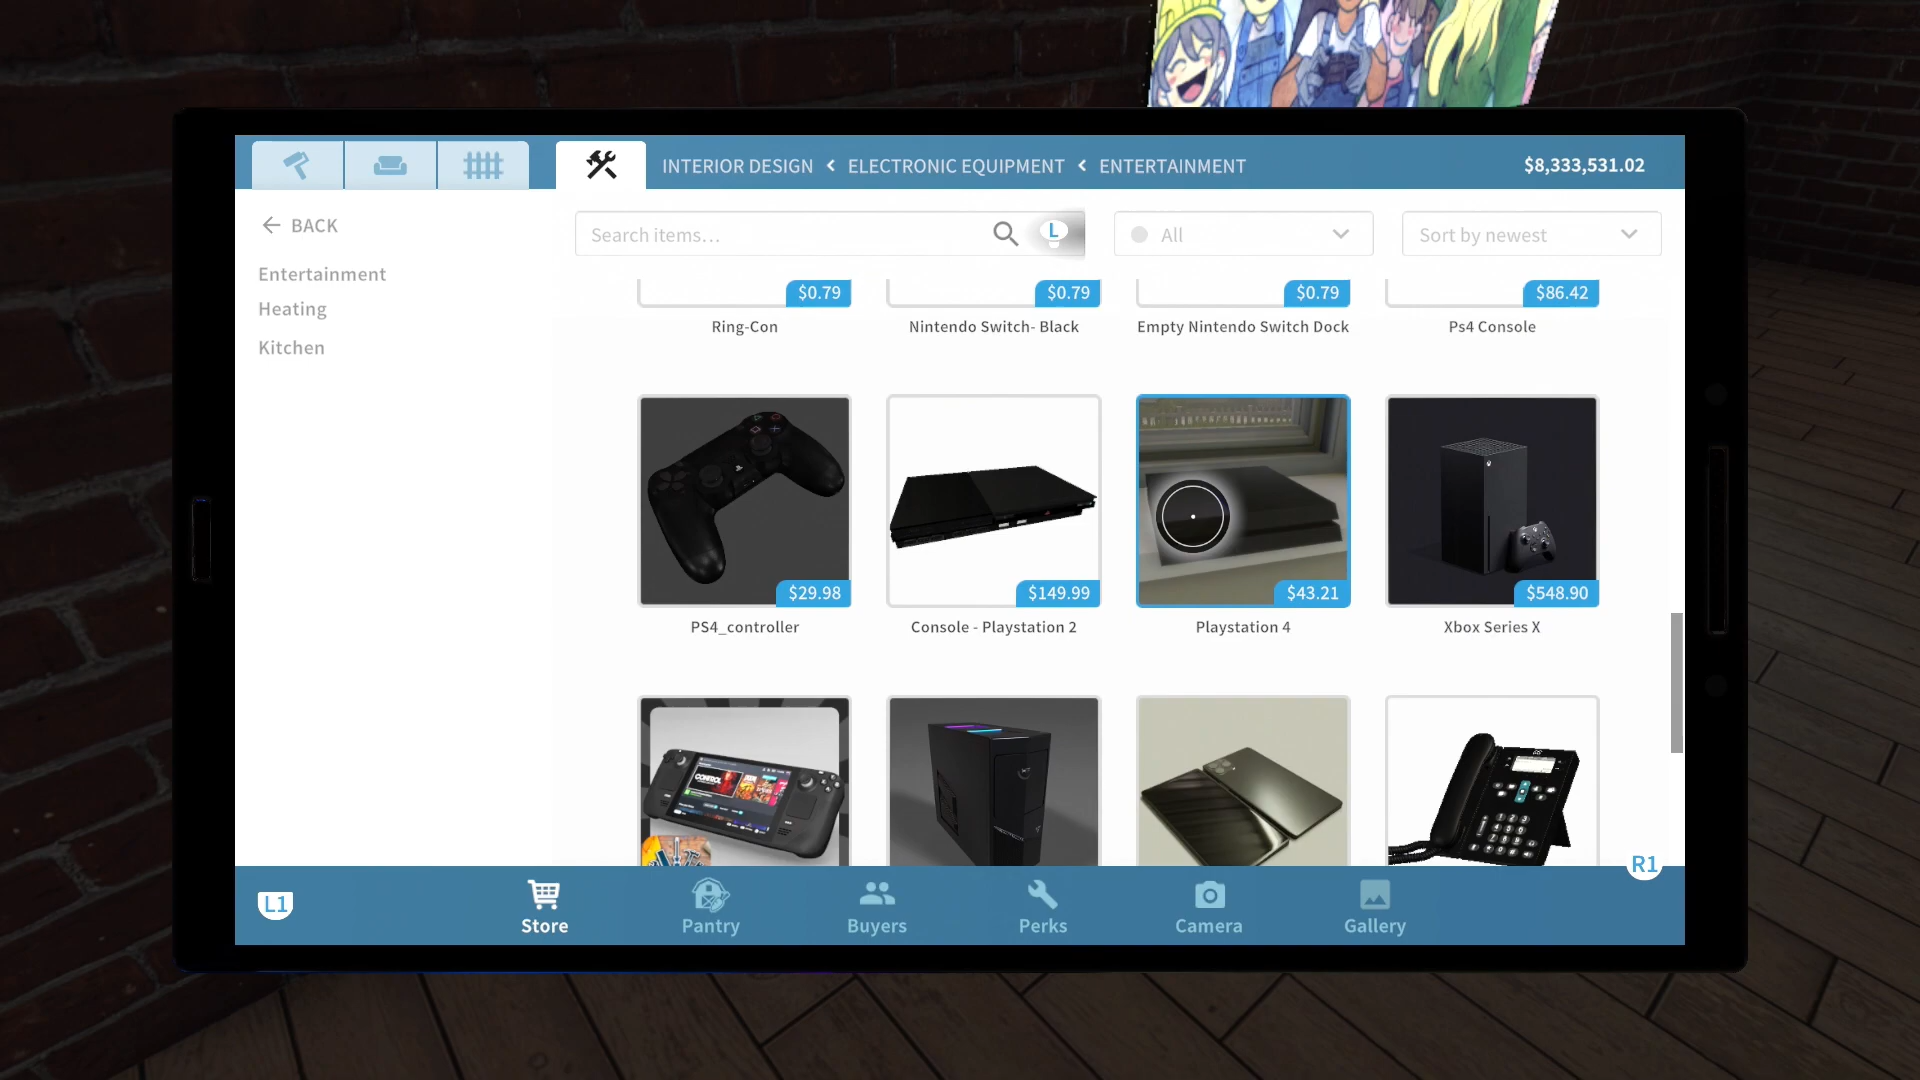 INTERIOR DESIGN < ELECTRONIC EQUIPMENT < ENTERTAINMENT
$8,333,531.02
BACK
Search items...
L
All
Sort by newest
Entertainment
Heating
Kitchen
$0.79
$0.79
$0.79
$86.42
Ring-Con
Nintendo Switch- Black
Empty Nintendo Switch Dock
Ps4 Console
$29.98
$149.99
$43.21
$548.90
PS4_controller
Console - Playstation 2
Playstation 4
Xbox Series X
CONTROL
L1
R1
Store
Pantry
Buyers
Perks
Camera
Gallery